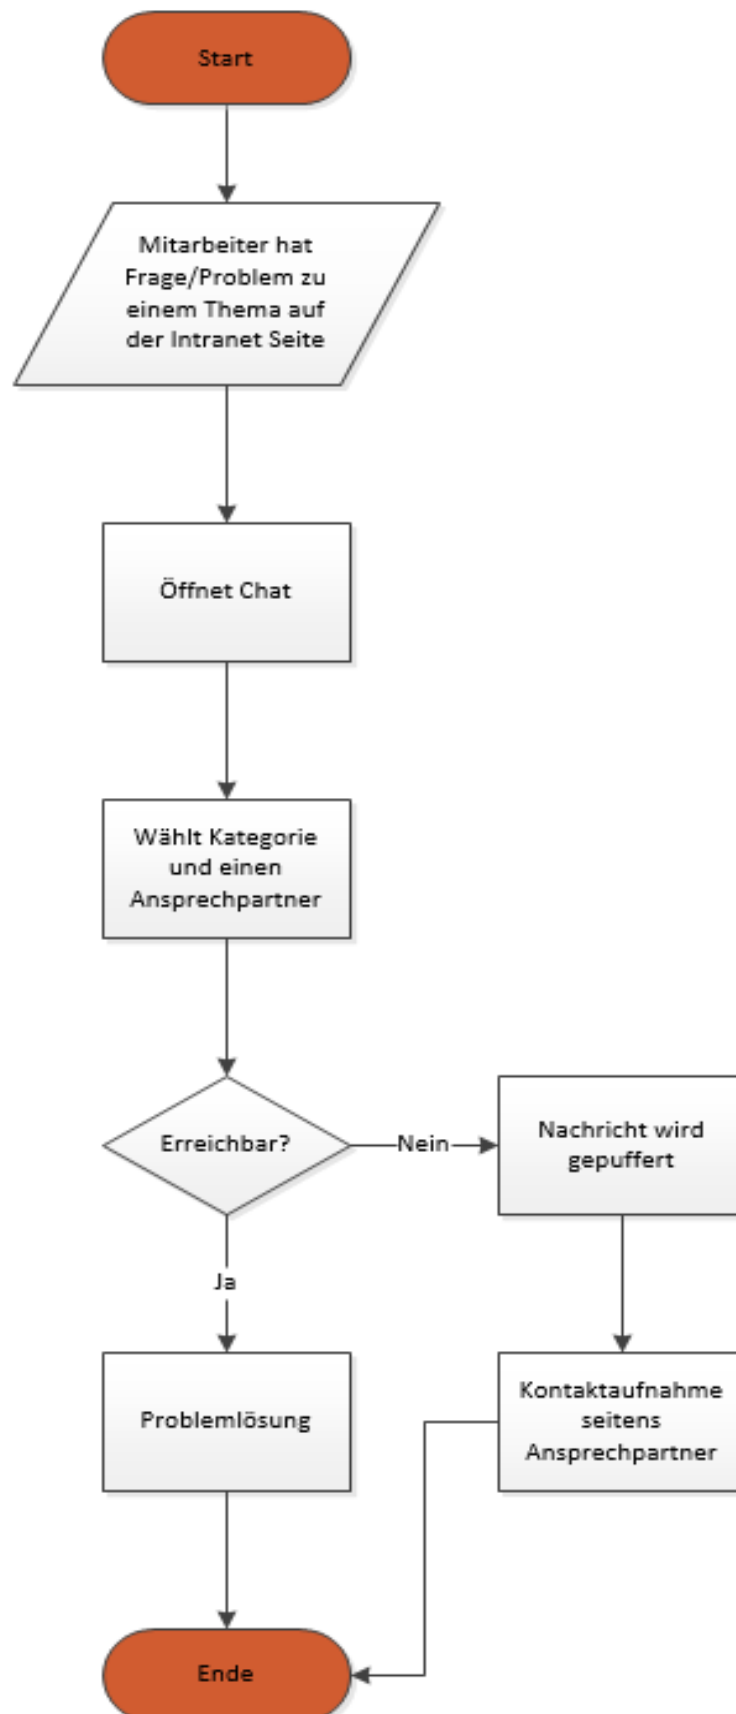 Start
Mitarbeiter hat
Frage/Problem zu
einem Thema auf
der Intranet Seite
Öffnet Chat
Wählt Kategorie
und einen
Ansprechpartner
Erreichbar?
Nein
Nachricht wird
gepuffert
Ja
Problemlösung
Kontaktaufnahme
seitens
Ansprechpartner
Ende